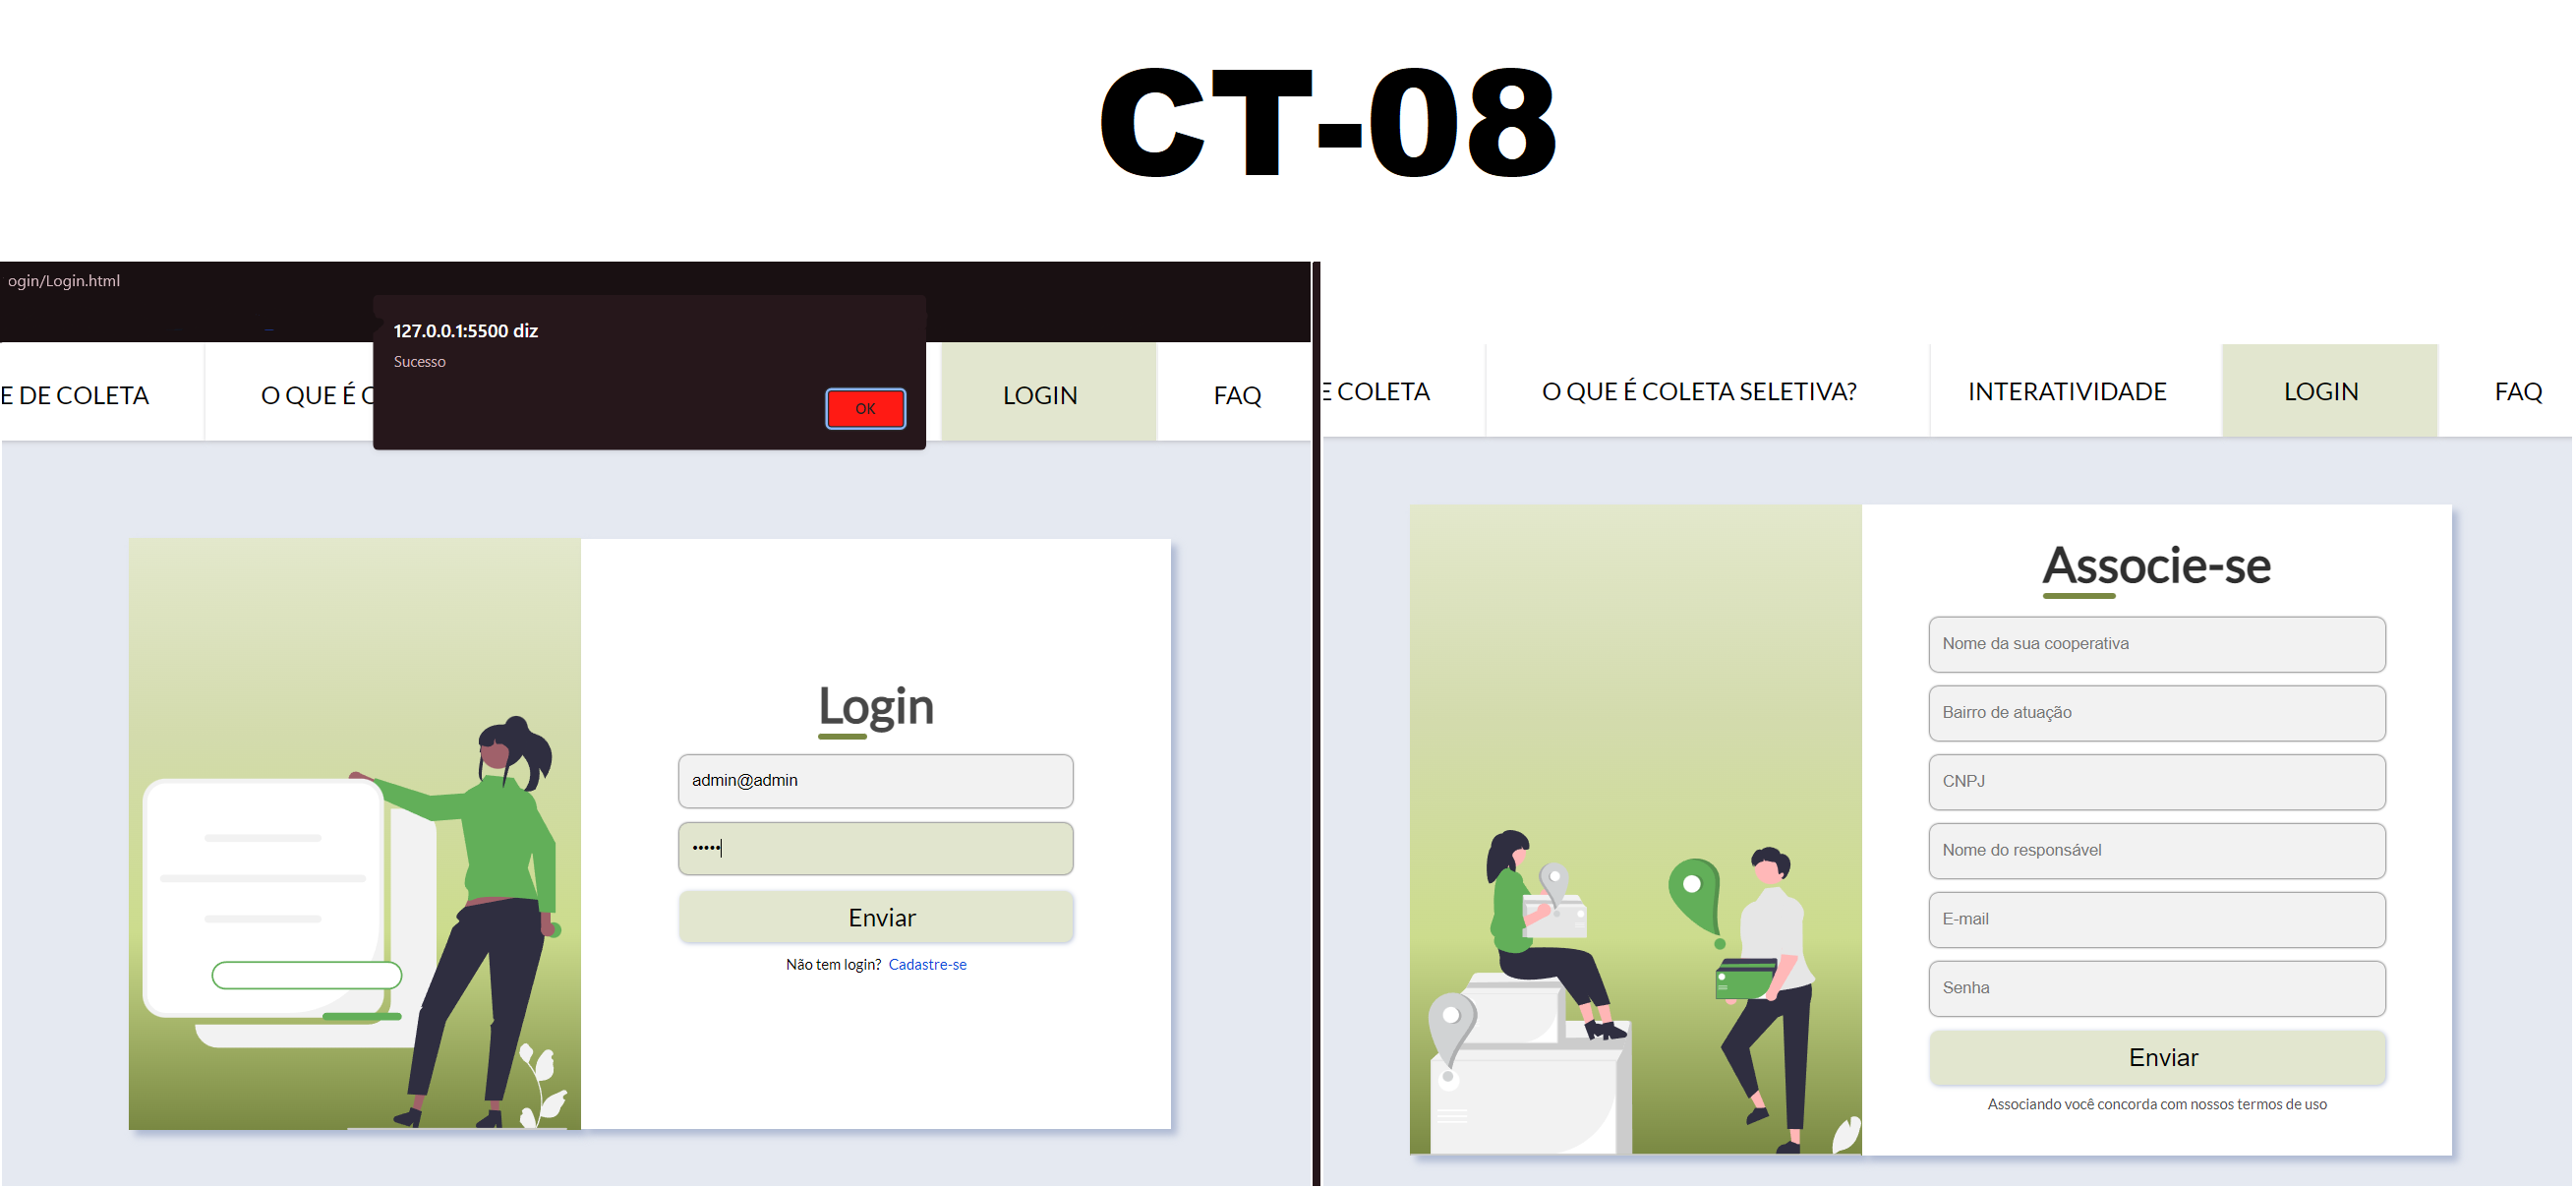 CT-08
ogin/Login.html
127.0.0.1:5500 diz
Sucesso
OK
E DE COLETA
O QUE É C
LOGIN
FAQ
Login
admin@admin
•••••
Enviar
Não tem login? Cadastre-se
E COLETA
O QUE É COLETA SELETIVA?
INTERATIVIDADE
LOGIN
FAQ
Associe-se
Nome da sua cooperativa
Bairro de atuação
CNPJ
Nome do responsável
E-mail
Senha
Enviar
Associando você concorda com nossos termos de uso